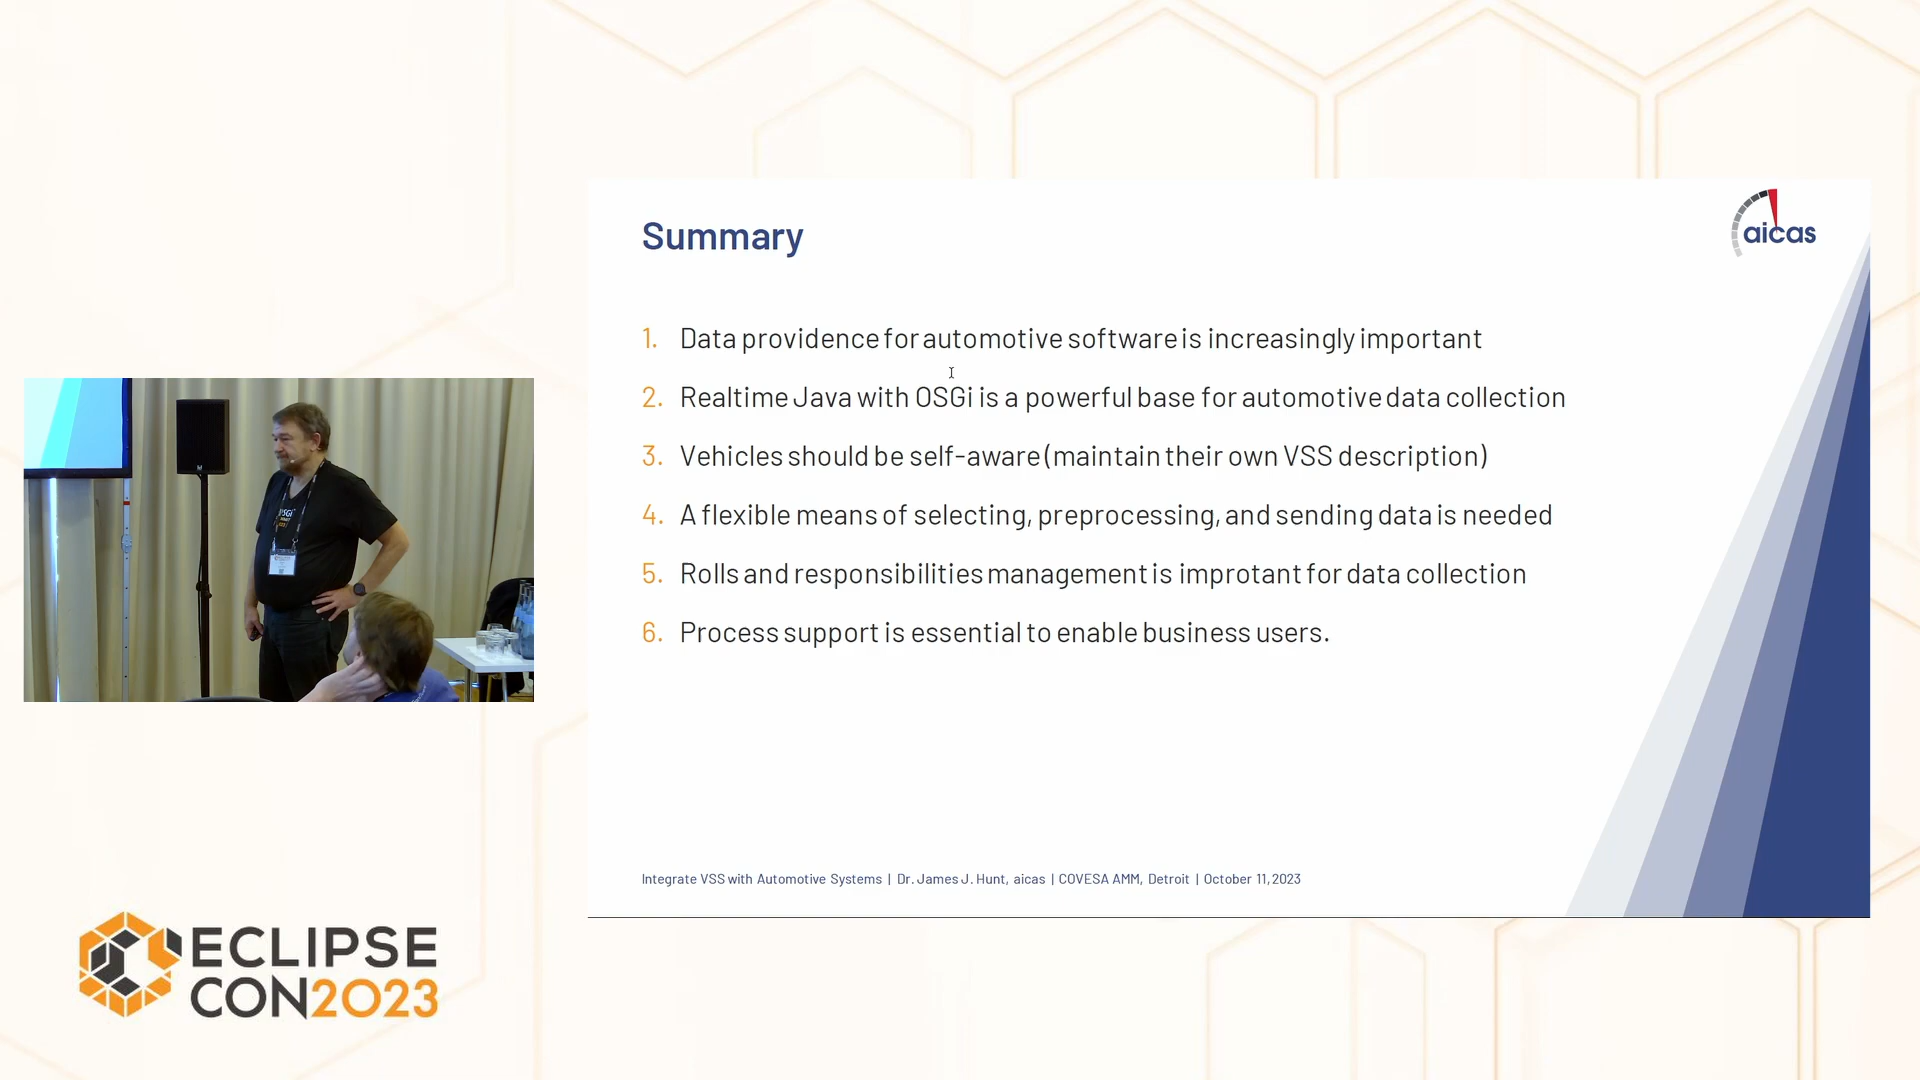 aicas
Summary
1. Data providence for automotive software is increasingly important
2. Realtime Java with OSGi is a powerful base for automotive data collection
3. Vehicles should be self-aware (maintain their own VSS description)
4. A flexible means of selecting, preprocessing, and sending data is needed
5. Rolls and responsibilities management is improtant for data collection
6. Process support is essential to enable business users.
Integrate VSS with Automotive Systems | Dr. James J. Hunt, aicas | COVESA AMM, Detroit | October 11, 2023
ECLIPSE
CON2023